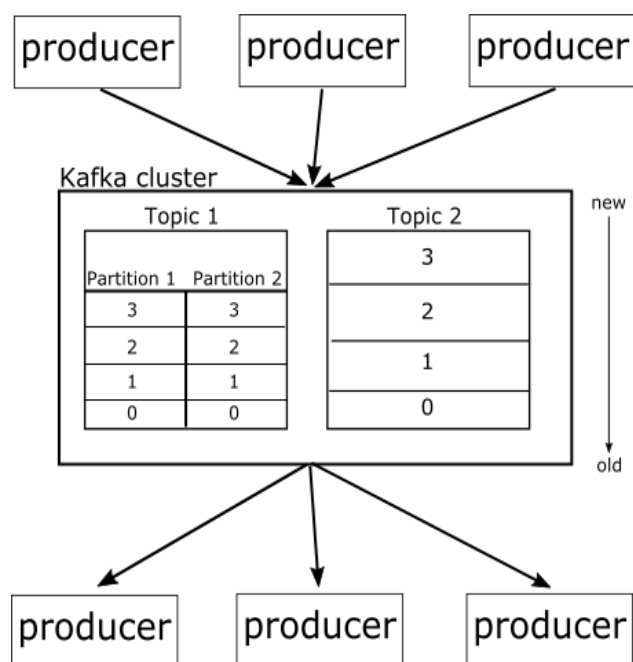 producer producer producer
Kafka cluster
new
Topic 1 Topic 2
Partition 1 Partition 2
3 3 3
2 2 2
1 1 1
0 0 0
old
producer producer producer